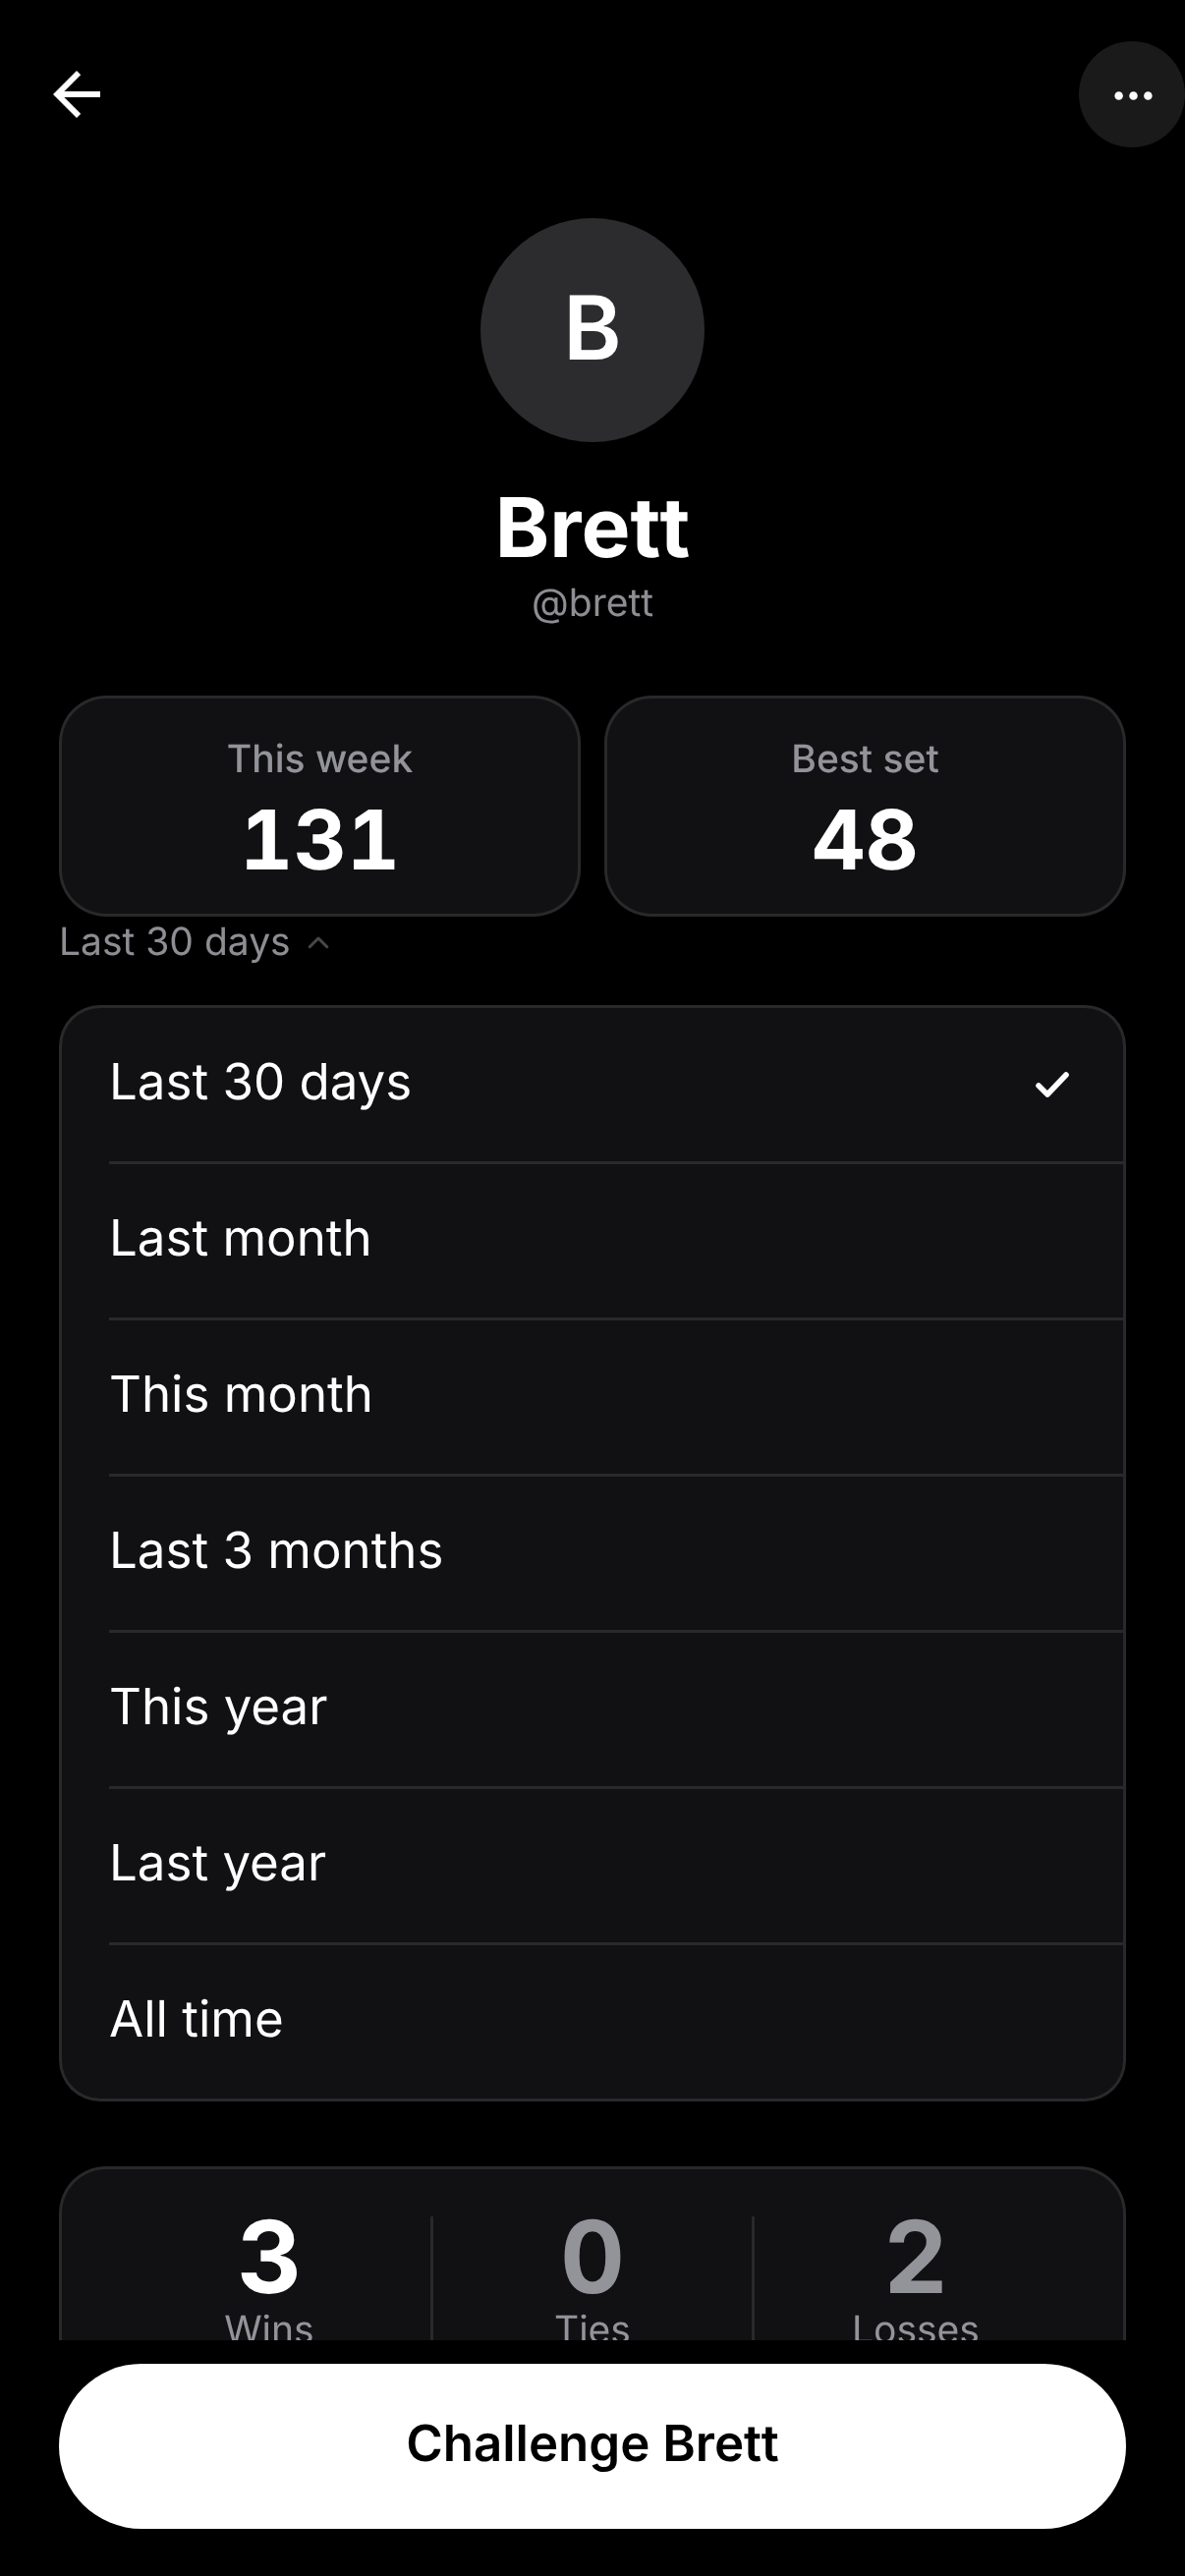 B
Brett
@brett
This week
131
Best set
48
Last 30 days
Last 30 days
Last month
This month
Last 3 months
This year
Last year
All time
3
0
2
Wins
Ties
Losses
Challenge Brett